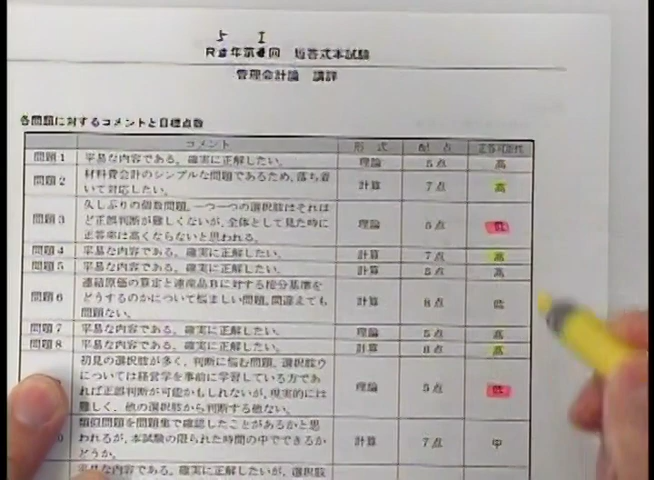 5 I
R 年第 回 短答式本試験
管理会計論 講評
各問題に対するコメントと目標点数
コメント 形式 配点 正答可能性
問題1 平易な内容である。確実に正解したい。 理論 5点 高
問題2 材料費会計のシンプルな問題であるため、落ち着いて対応したい。 計算 7点 高
問題3 久しぶりの個数問題。一つ一つの選択肢はそれほど正誤判断が難しくないが、全体として見た時に正答率は高くならないと思われる。 理論 5点 低
問題4 平易な内容である。確実に正解したい。 計算 7点 高
問題5 平易な内容である。確実に正解したい。 計算 5点 高
問題6 連結原価の算定と連産品Bに対する按分基準をどうするのかについて悩ましい問題。間違えても問題ない。 計算 8点 低
問題7 平易な内容である。確実に正解したい。 理論 5点 高
問題8 平易な内容である。確実に正解したい。 計算 8点 高
初見の選択肢が多く、判断に悩む問題。選択肢ウについては経営学を事前に学習している方であれば正誤判断が可能かもしれないが、現実的には難しく、他の選択肢から判断する他ない。 理論 5点 低
0 類似問題を問題集で確認したことがあるかと思われるが、本試験の限られた時間の中でできるかどうか。 計算 7点 中
平易な内容である。確実に正解したいが、選択肢